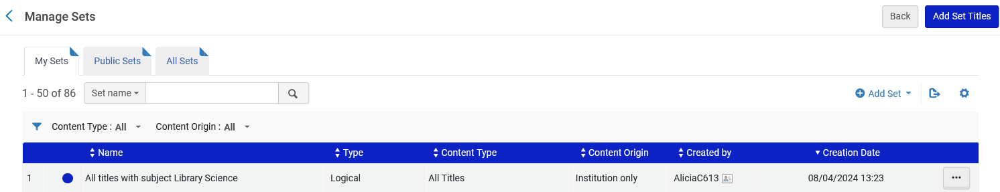 Manage Sets Back Add Set Titles
My Sets Public Sets All Sets
1 - 50 of 86 Set name Add Set
Content Type : All Content Origin : All
Name Type Content Type Content Origin Created by Creation Date
1 All titles with subject Library Science Logical All Titles Institution only AliciaC613 08/04/2024 13:23 ...